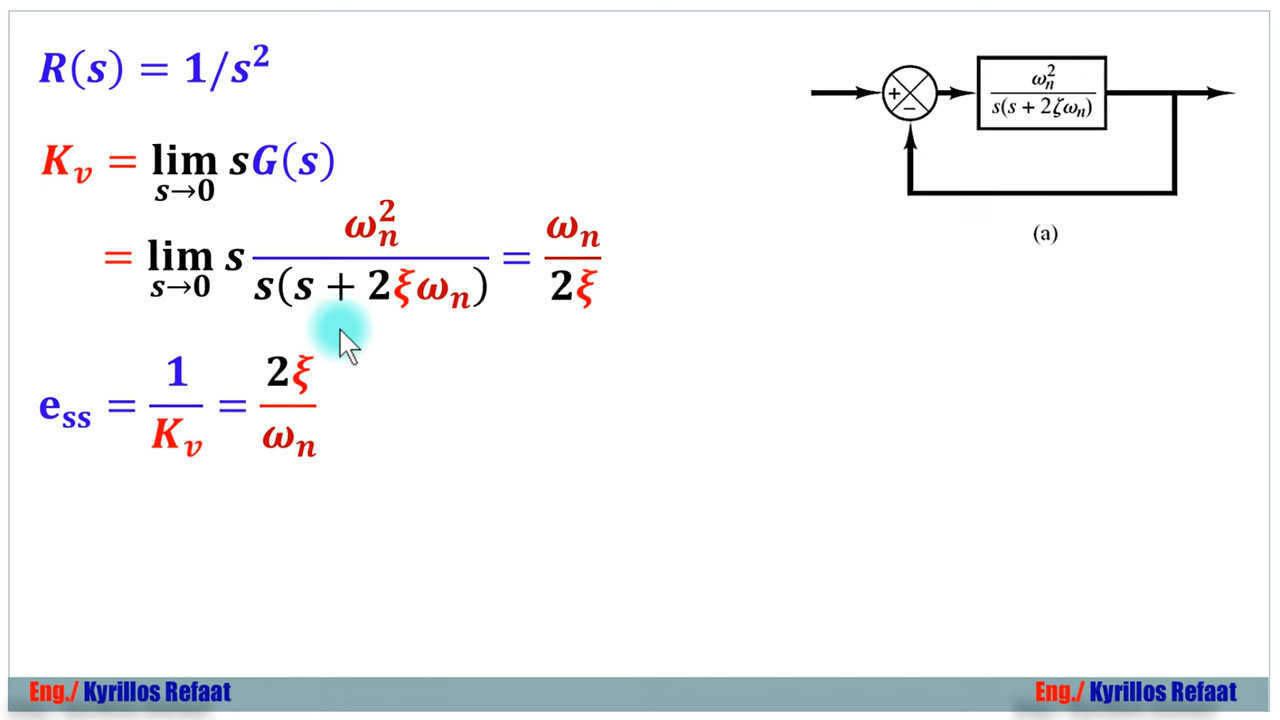 R(s) = 1/s²
K_v = lim_{s→0} sG(s)
= lim_{s→0} s ω_n² / s(s + 2ξω_n) = ω_n / 2ξ
e_ss = 1 / K_v = 2ξ / ω_n
+
−
ω_n² / s(s + 2ζω_n)
(a)
Eng./ Kyrillos Refaat
Eng./ Kyrillos Refaat